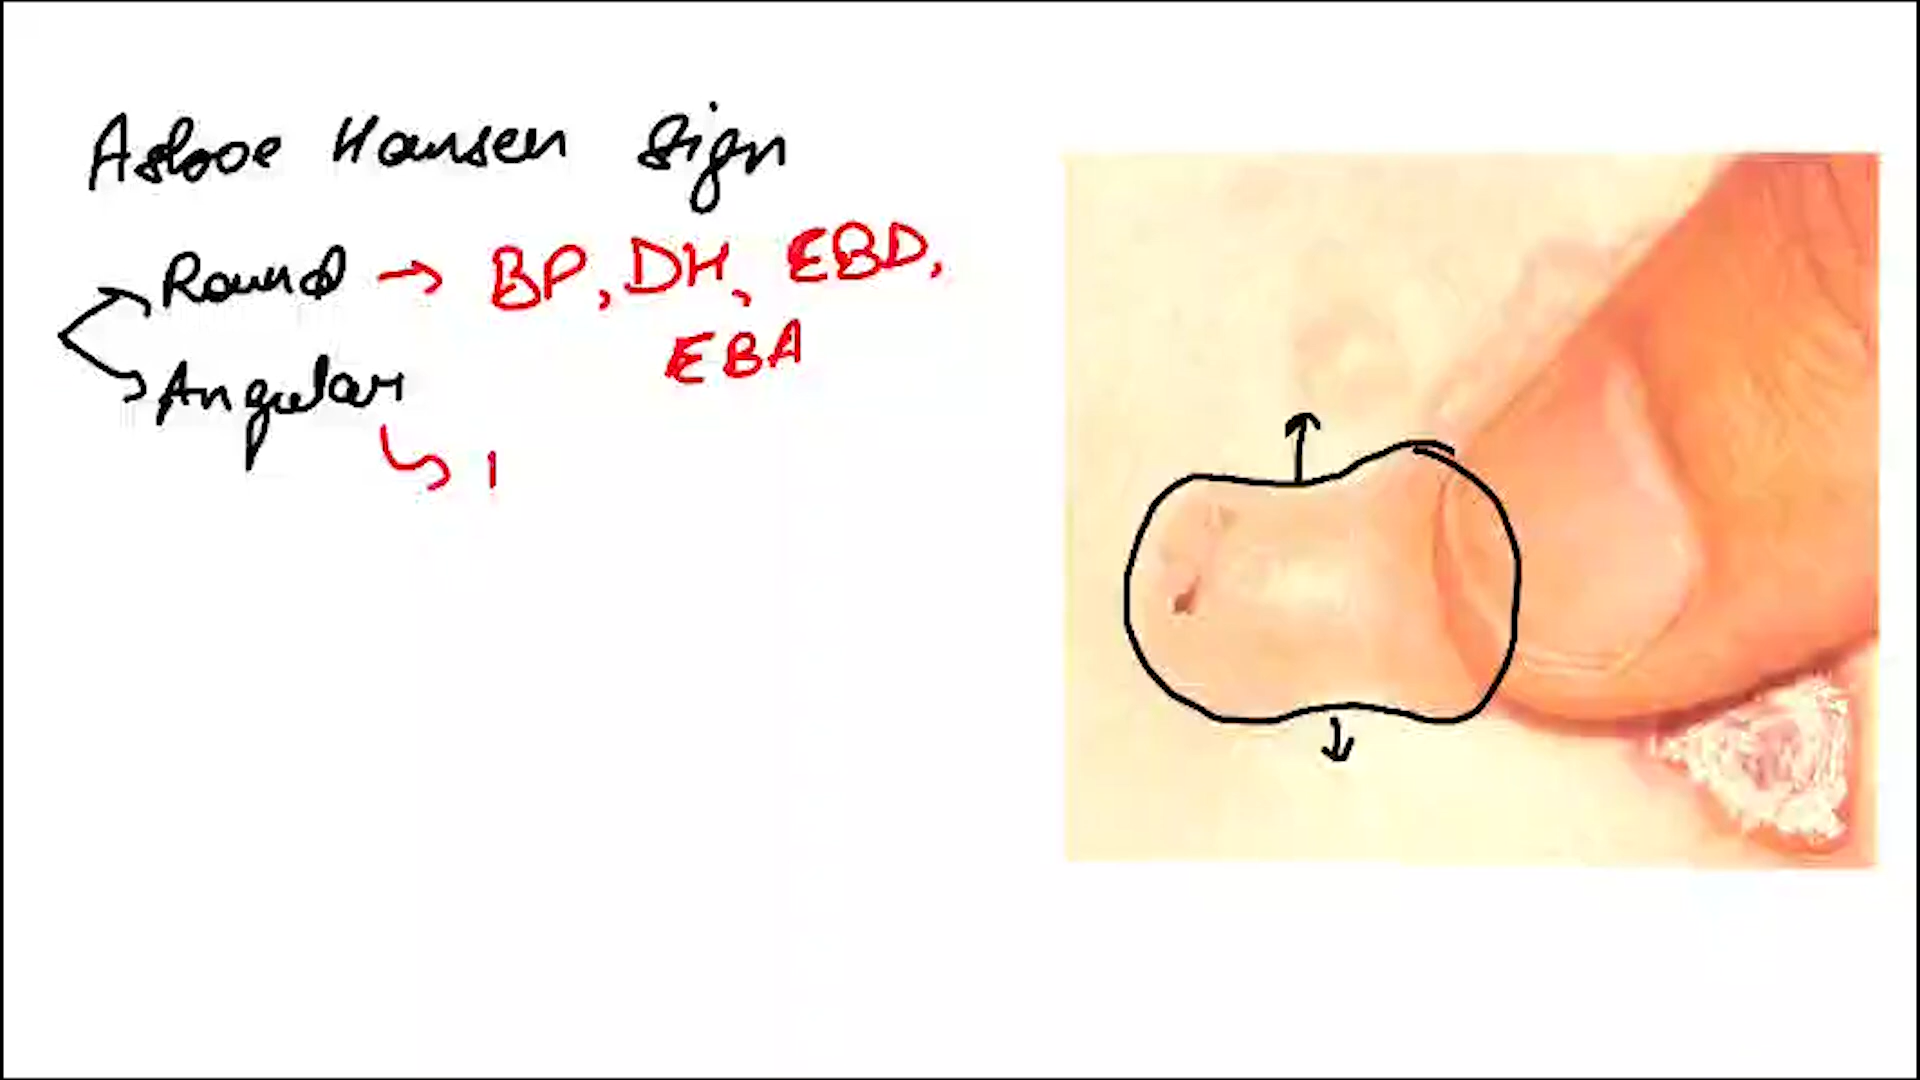 Asboe Hansen Sign
Round → BP, DH, EBD,
EBA
Angular